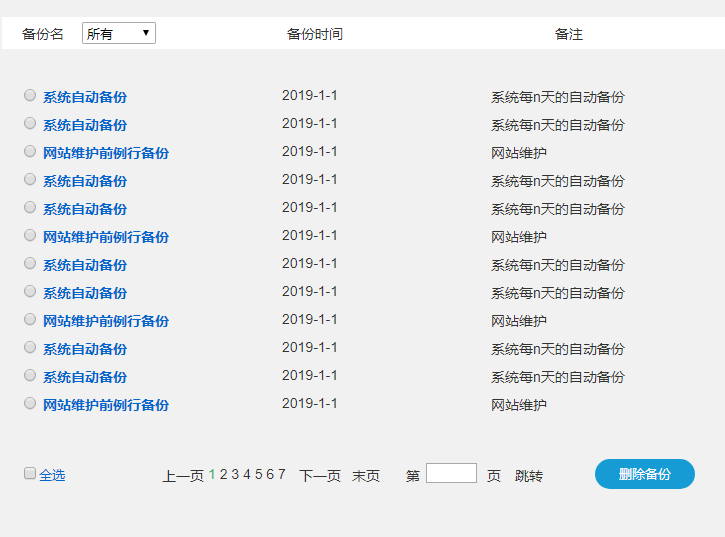 备份名 所有 备份时间 备注
系统自动备份 2019-1-1 系统每n天的自动备份
系统自动备份 2019-1-1 系统每n天的自动备份
网站维护前例行备份 2019-1-1 网站维护
系统自动备份 2019-1-1 系统每n天的自动备份
系统自动备份 2019-1-1 系统每n天的自动备份
网站维护前例行备份 2019-1-1 网站维护
系统自动备份 2019-1-1 系统每n天的自动备份
系统自动备份 2019-1-1 系统每n天的自动备份
网站维护前例行备份 2019-1-1 网站维护
系统自动备份 2019-1-1 系统每n天的自动备份
系统自动备份 2019-1-1 系统每n天的自动备份
网站维护前例行备份 2019-1-1 网站维护
全选 上一页 1 2 3 4 5 6 7 下一页 末页 第 页 跳转 删除备份